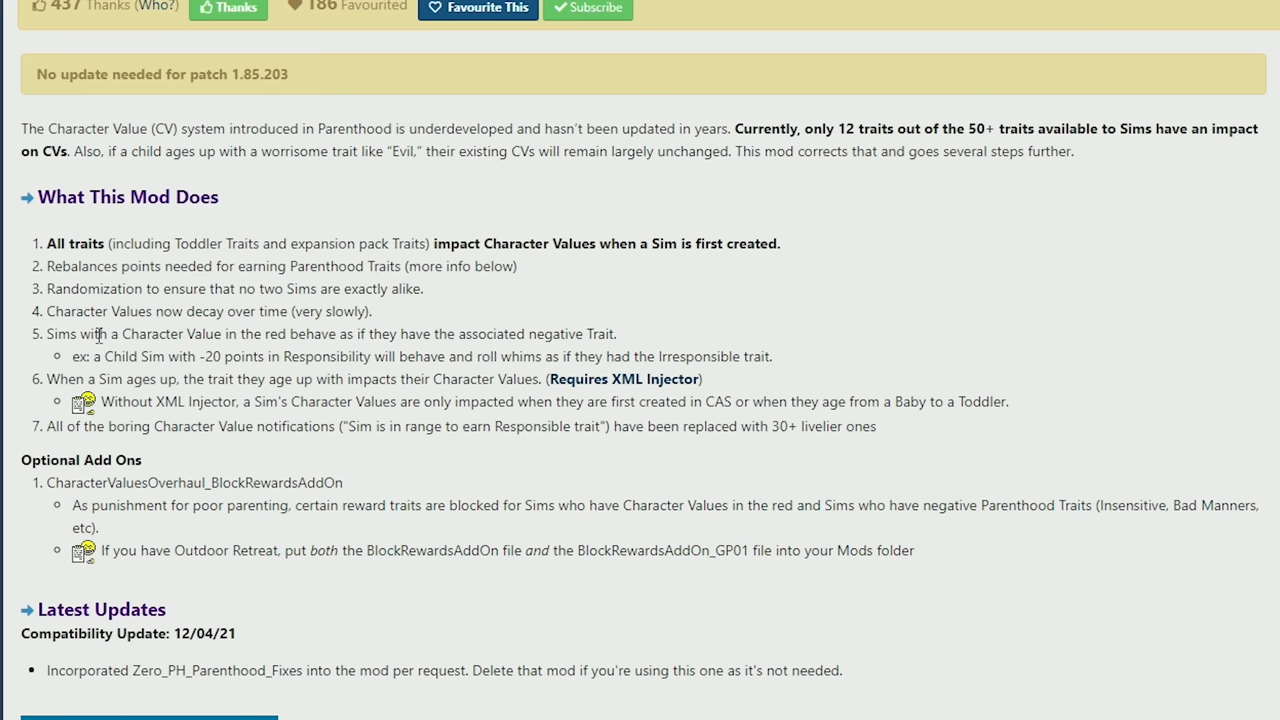 437 Thanks (Who?) Thanks 186 Favourited Favourite This Subscribe
No update needed for patch 1.85.203
The Character Value (CV) system introduced in Parenthood is underdeveloped and hasn't been updated in years. Currently, only 12 traits out of the 50+ traits available to Sims have an impact
on CVs. Also, if a child ages up with a worrisome trait like “Evil,” their existing CVs will remain largely unchanged. This mod corrects that and goes several steps further.
What This Mod Does
1. All traits (including Toddler Traits and expansion pack Traits) impact Character Values when a Sim is first created.
2. Rebalances points needed for earning Parenthood Traits (more info below)
3. Randomization to ensure that no two Sims are exactly alike.
4. Character Values now decay over time (very slowly).
5. Sims with a Character Value in the red behave as if they have the associated negative Trait.
ex: a Child Sim with -20 points in Responsibility will behave and roll whims as if they had the Irresponsible trait.
6. When a Sim ages up, the trait they age up with impacts their Character Values. (Requires XML Injector)
Without XML Injector, a Sim's Character Values are only impacted when they are first created in CAS or when they age from a Baby to a Toddler.
7. All of the boring Character Value notifications ("Sim is in range to earn Responsible trait") have been replaced with 30+ livelier ones
Optional Add Ons
1. CharacterValuesOverhaul_BlockRewardsAddOn
As punishment for poor parenting, certain reward traits are blocked for Sims who have Character Values in the red and Sims who have negative Parenthood Traits (Insensitive, Bad Manners,
etc).
If you have Outdoor Retreat, put both the BlockRewardsAddOn file and the BlockRewardsAddOn_GP01 file into your Mods folder
Latest Updates
Compatibility Update: 12/04/21
Incorporated Zero_PH_Parenthood_Fixes into the mod per request. Delete that mod if you're using this one as it's not needed.